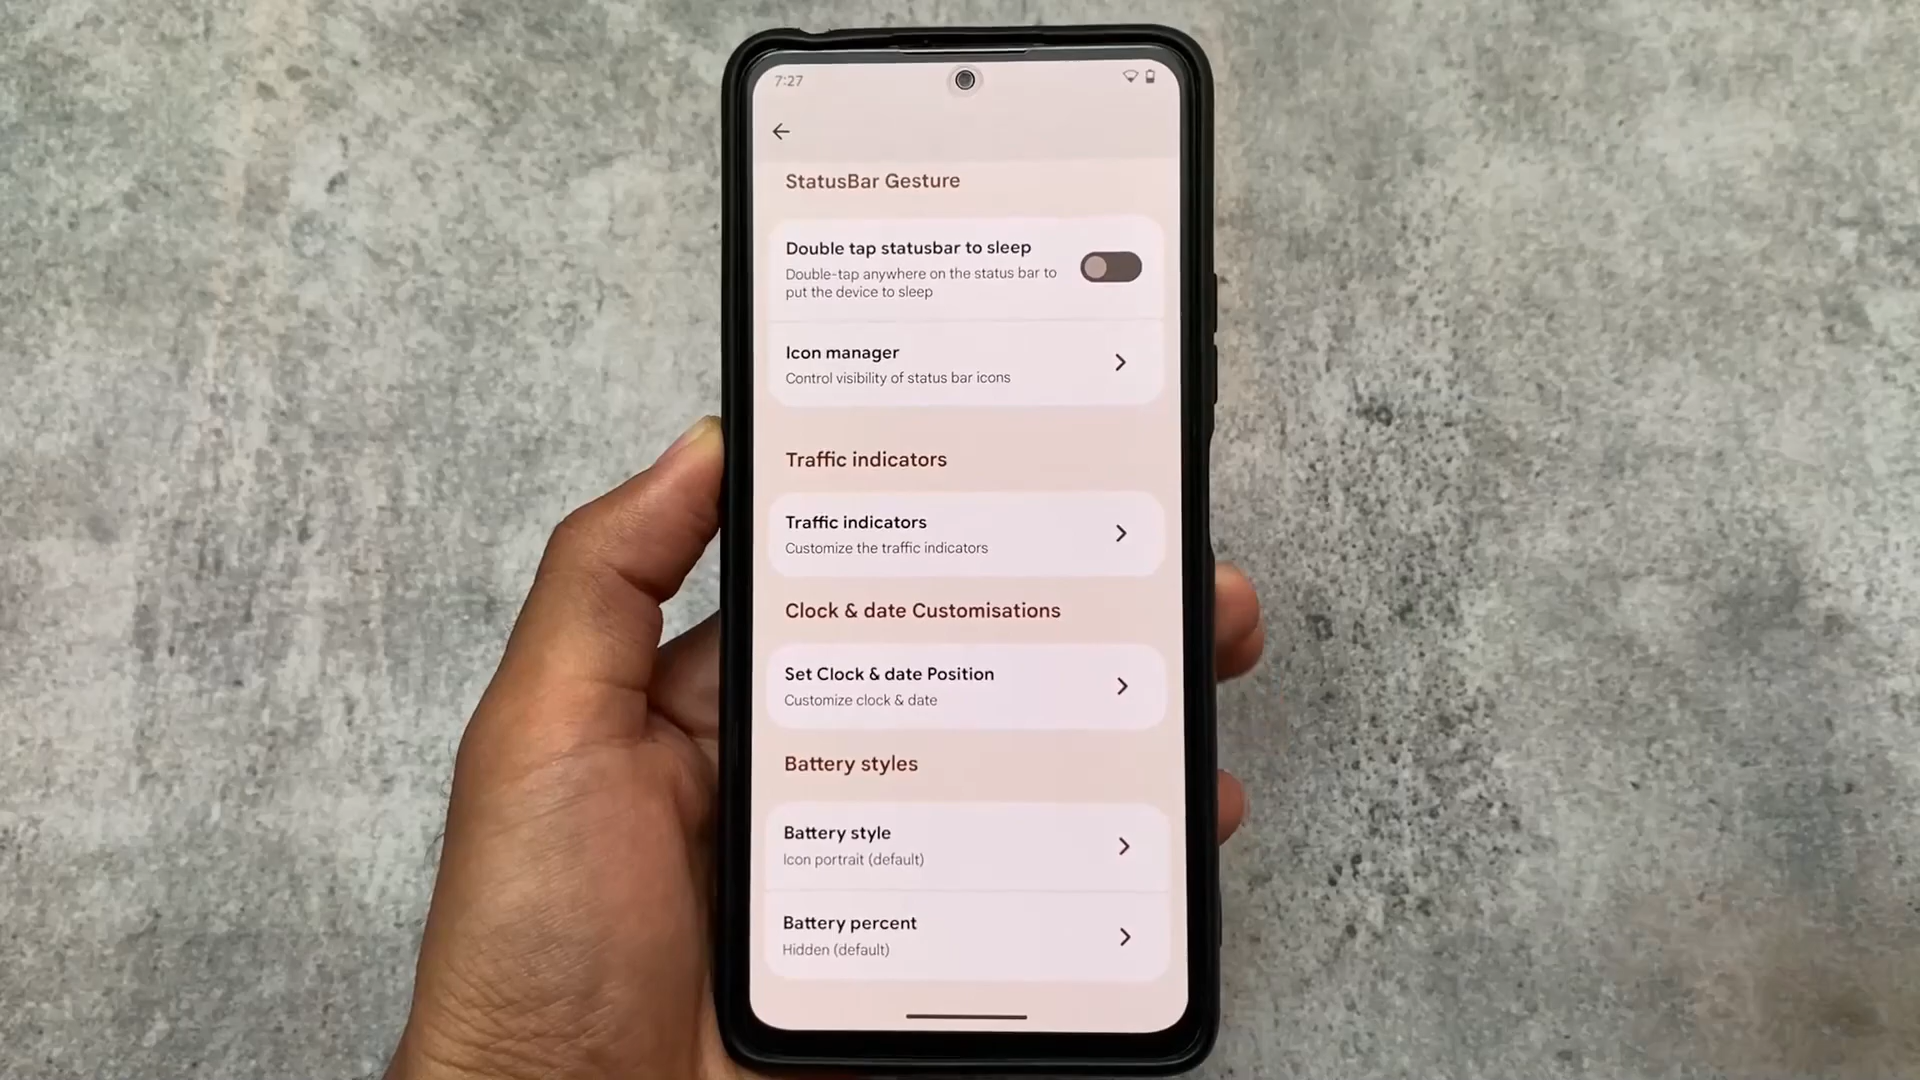 7:27
StatusBar Gesture
Double tap statusbar to sleep
Double-tap anywhere on the status bar to
put the device to sleep
Icon manager
Control visibility of status bar icons
Traffic indicators
Traffic indicators
Customize the traffic indicators
Clock & date Customisations
Set Clock & date Position
Customize clock & date
Battery styles
Battery style
Icon portrait (default)
Battery percent
Hidden (default)